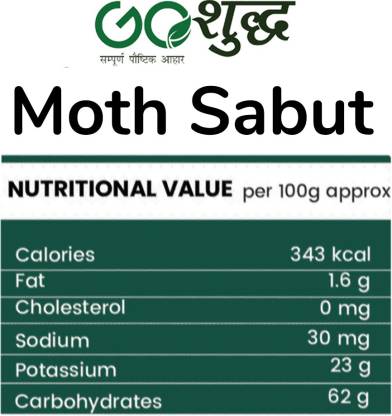 GOशुद्ध
सम्पूर्ण पौष्टिक आहार
Moth Sabut
NUTRITIONAL VALUE per 100g approx
Calories 343 kcal
Fat 1.6 g
Cholesterol 0 mg
Sodium 30 mg
Potassium 23 g
Carbohydrates 62 g